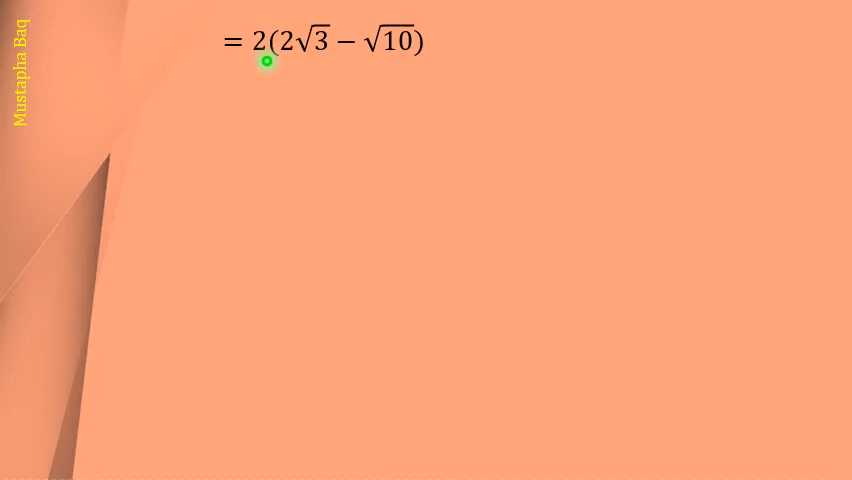 = 2(2√3 − √10)
Mustapha Baq